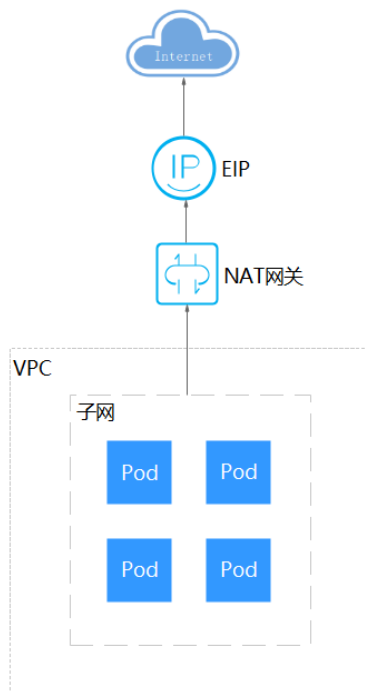 Internet
EIP
NAT网关
VPC
子网
Pod Pod
Pod Pod